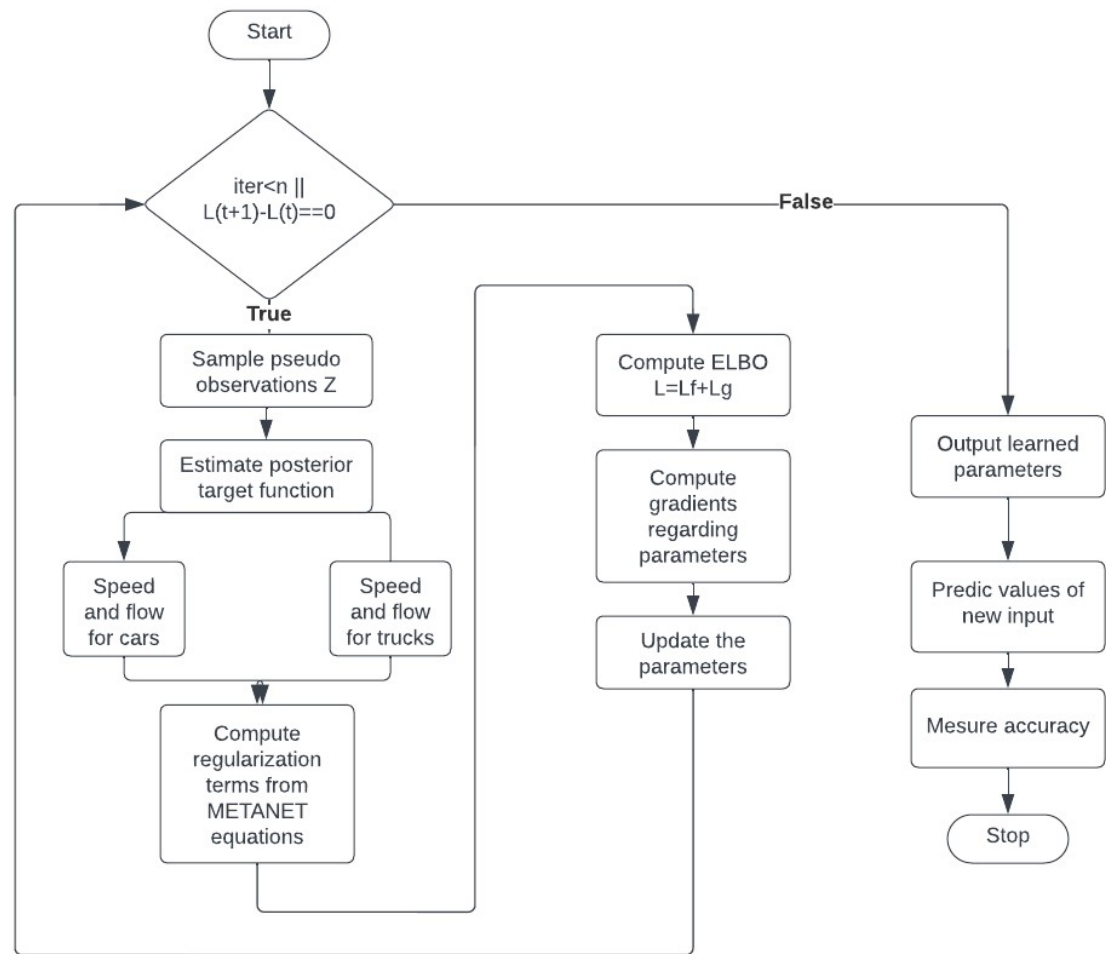 Start
iter<n ||
L(t+1)-L(t)==0
False
True
Sample pseudo
observations Z
Estimate posterior
target function
Speed
and flow
for cars
Speed
and flow
for trucks
Compute
regularization
terms from
METANET
equations
Compute ELBO
L=Lf+Lg
Compute
gradients
regarding
parameters
Update the
parameters
Output learned
parameters
Predic values of
new input
Mesure accuracy
Stop